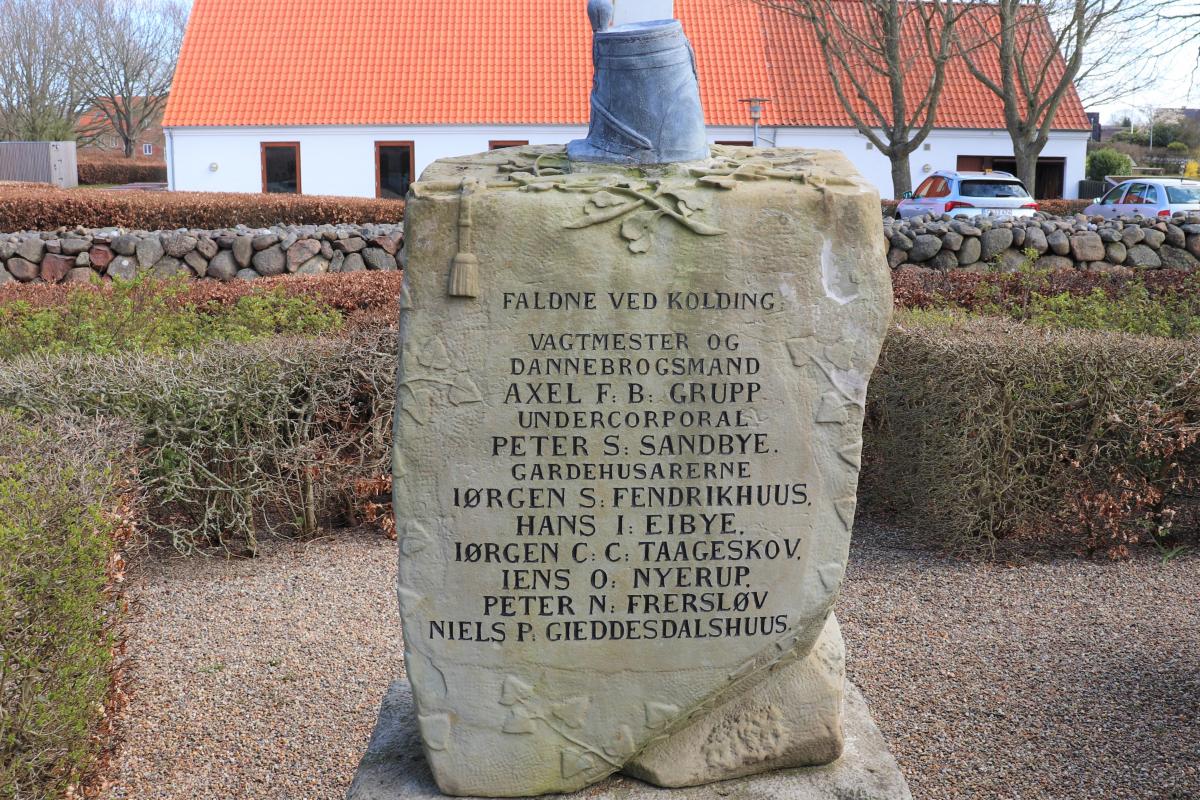 FALDNE VED KOLDING:
VAGTMESTER OG
DANNEBROGSMAND
AXEL F: B: GRUPP
UNDERCORPORAL
PETER S: SANDBYE.
GARDEHUSARERNE
IØRGEN S: FENDRIKHUUS.
HANS I: EIBYE.
IØRGEN C: C: TAAGESKOV.
IENS O: NYERUP.
PETER N: FRERSLØV
NIELS P: GIEDDESDALSHUUS.